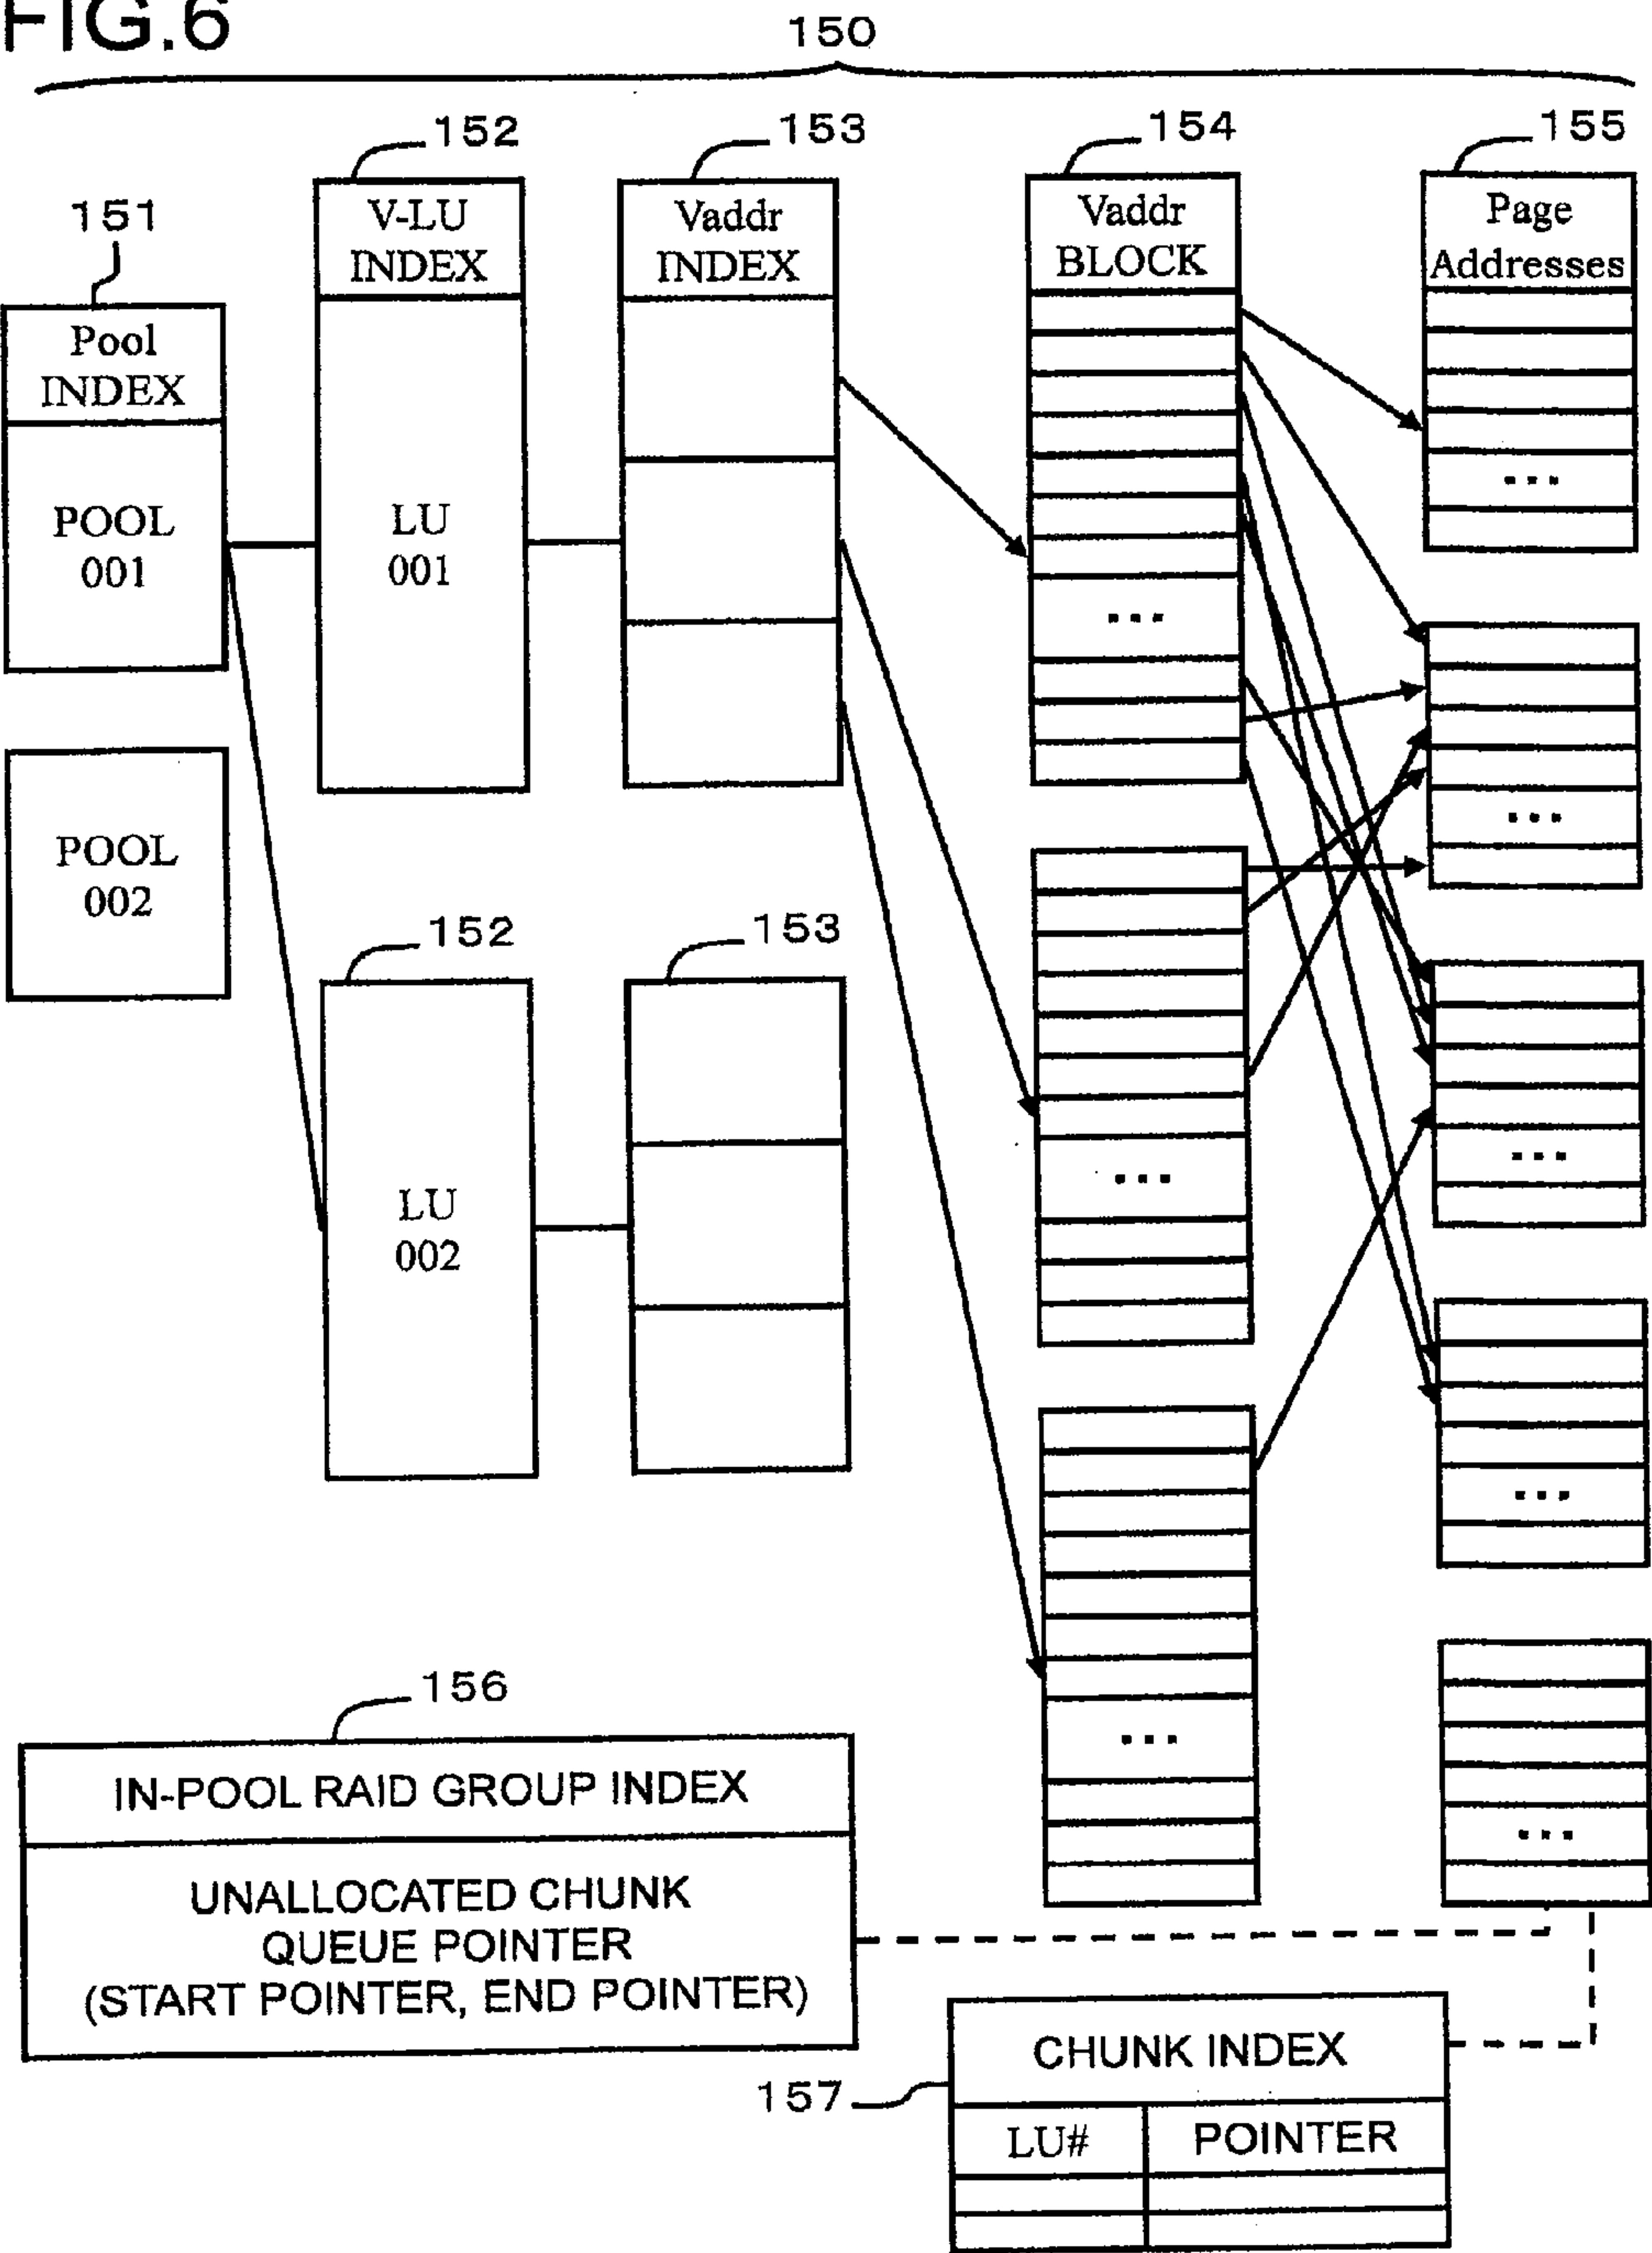 FIG.6
150
152
153
154
155
151
V-LU
INDEX
Vaddr
INDEX
Vaddr
BLOCK
Page
Addresses
Pool
INDEX
POOL
001
LU
001
...
...
...
POOL
002
152
153
LU
002
...
...
...
...
...
156
IN-POOL RAID GROUP INDEX
UNALLOCATED CHUNK
QUEUE POINTER
(START POINTER, END POINTER)
157
CHUNK INDEX
LU#
POINTER